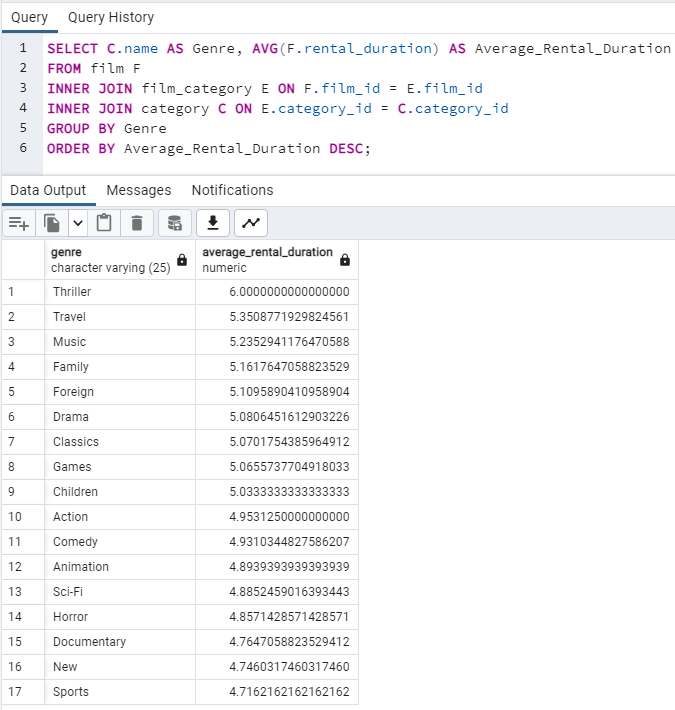 Query Query History
1 SELECT C.name AS Genre, AVG(F.rental_duration) AS Average_Rental_Duration
2 FROM film F
3 INNER JOIN film_category E ON F.film_id = E.film_id
4 INNER JOIN category C ON E.category_id = C.category_id
5 GROUP BY Genre
6 ORDER BY Average_Rental_Duration DESC;
Data Output Messages Notifications
genre average_rental_duration
character varying (25) numeric
1 Thriller 6.0000000000000000
2 Travel 5.3508771929824561
3 Music 5.2352941176470588
4 Family 5.1617647058823529
5 Foreign 5.1095890410958904
6 Drama 5.0806451612903226
7 Classics 5.0701754385964912
8 Games 5.0655737704918033
9 Children 5.0333333333333333
10 Action 4.9531250000000000
11 Comedy 4.9310344827586207
12 Animation 4.8939393939393939
13 Sci-Fi 4.8852459016393443
14 Horror 4.8571428571428571
15 Documentary 4.7647058823529412
16 New 4.7460317460317460
17 Sports 4.7162162162162162